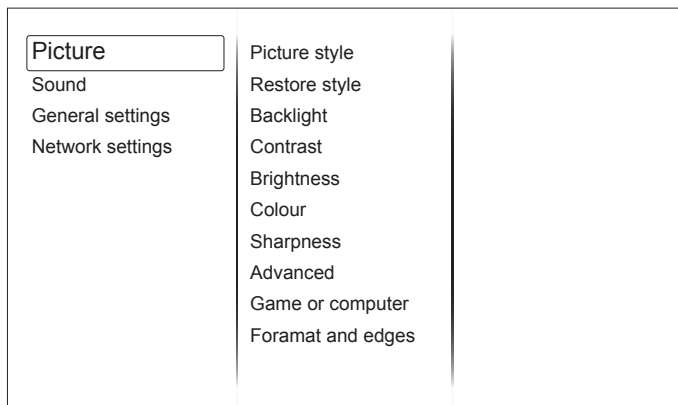 Picture
Sound
General settings
Network settings
Picture style
Restore style
Backlight
Contrast
Brightness
Colour
Sharpness
Advanced
Game or computer
Foramat and edges